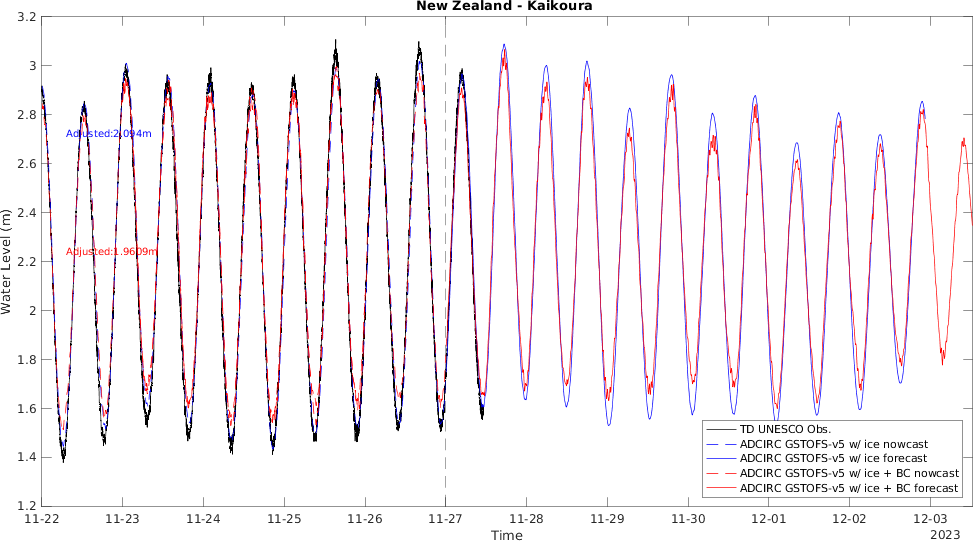 New Zealand - Kaikoura
3.2
3
2.8
2.6
2.4
2.2
2
1.8
1.6
1.4
1.2
Water Level (m)
Adjusted:2.094m
Adjusted:1.9609m
TD UNESCO Obs.
ADCIRC GSTOFS-v5 w/ ice nowcast
ADCIRC GSTOFS-v5 w/ ice forecast
ADCIRC GSTOFS-v5 w/ ice + BC nowcast
ADCIRC GSTOFS-v5 w/ ice + BC forecast
11-22 11-23 11-24 11-25 11-26 11-27 11-28 11-29 11-30 12-01 12-02 12-03
Time
2023